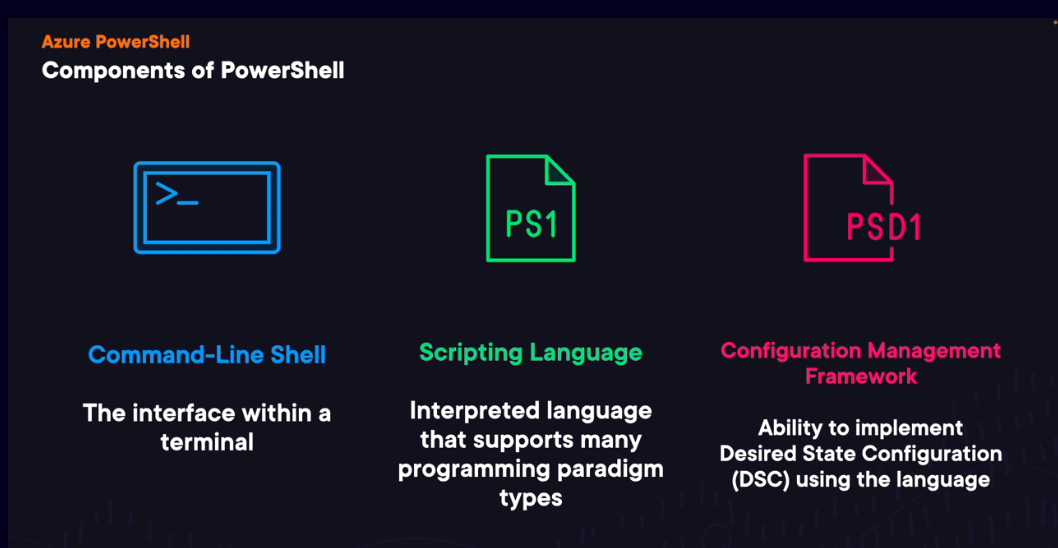 Azure PowerShell
Components of PowerShell
>_
PS1
PSD1
Command-Line Shell
The interface within a
terminal
Scripting Language
Interpreted language
that supports many
programming paradigm
types
Configuration Management
Framework
Ability to implement
Desired State Configuration
(DSC) using the language